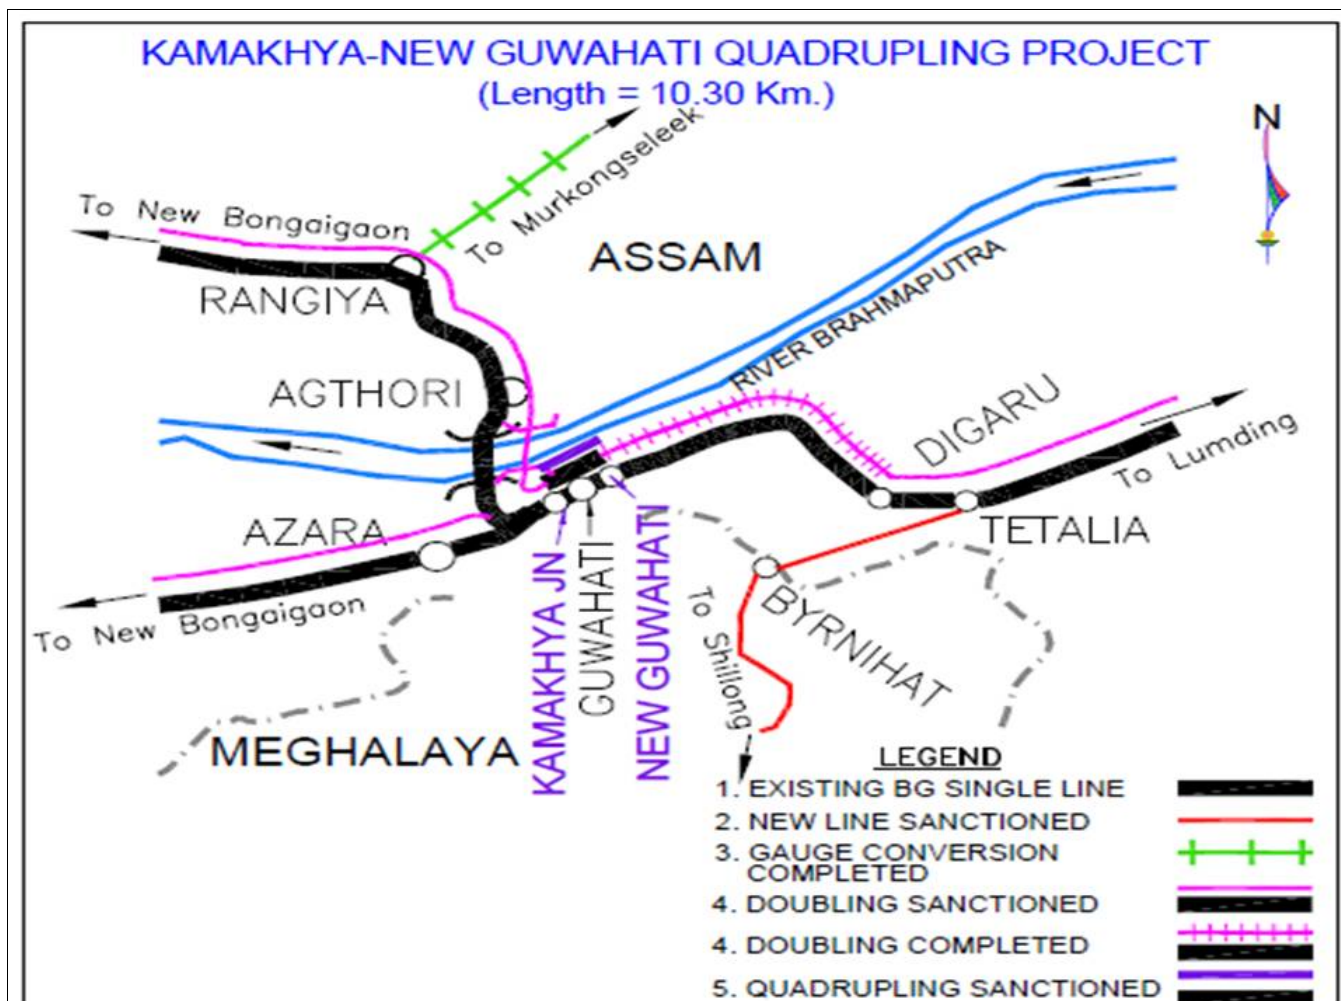 KAMAKHYA-NEW GUWAHATI QUADRUPLING PROJECT
(Length = 10.30 Km.)
N
To New Bongaigaon
To Murkongseleek
ASSAM
RANGIYA
RIVER BRAHMAPUTRA
AGTHORI
DIGARU
To Lumding
AZARA
TETALIA
To New Bongaigaon
KAMAKHYA JN
GUWAHATI
NEW GUWAHATI
To Shillong
BYRNIHAT
MEGHALAYA
LEGEND
1. EXISTING BG SINGLE LINE
2. NEW LINE SANCTIONED
3. GAUGE CONVERSION
COMPLETED
4. DOUBLING SANCTIONED
4. DOUBLING COMPLETED
5. QUADRUPLING SANCTIONED